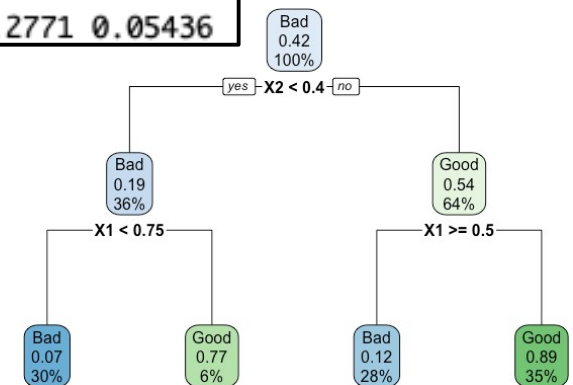 2771 0.05436
Bad
0.42
100%
yes X2 < 0.4 no
Bad
0.19
36%
Good
0.54
64%
X1 < 0.75
X1 >= 0.5
Bad
0.07
30%
Good
0.77
6%
Bad
0.12
28%
Good
0.89
35%